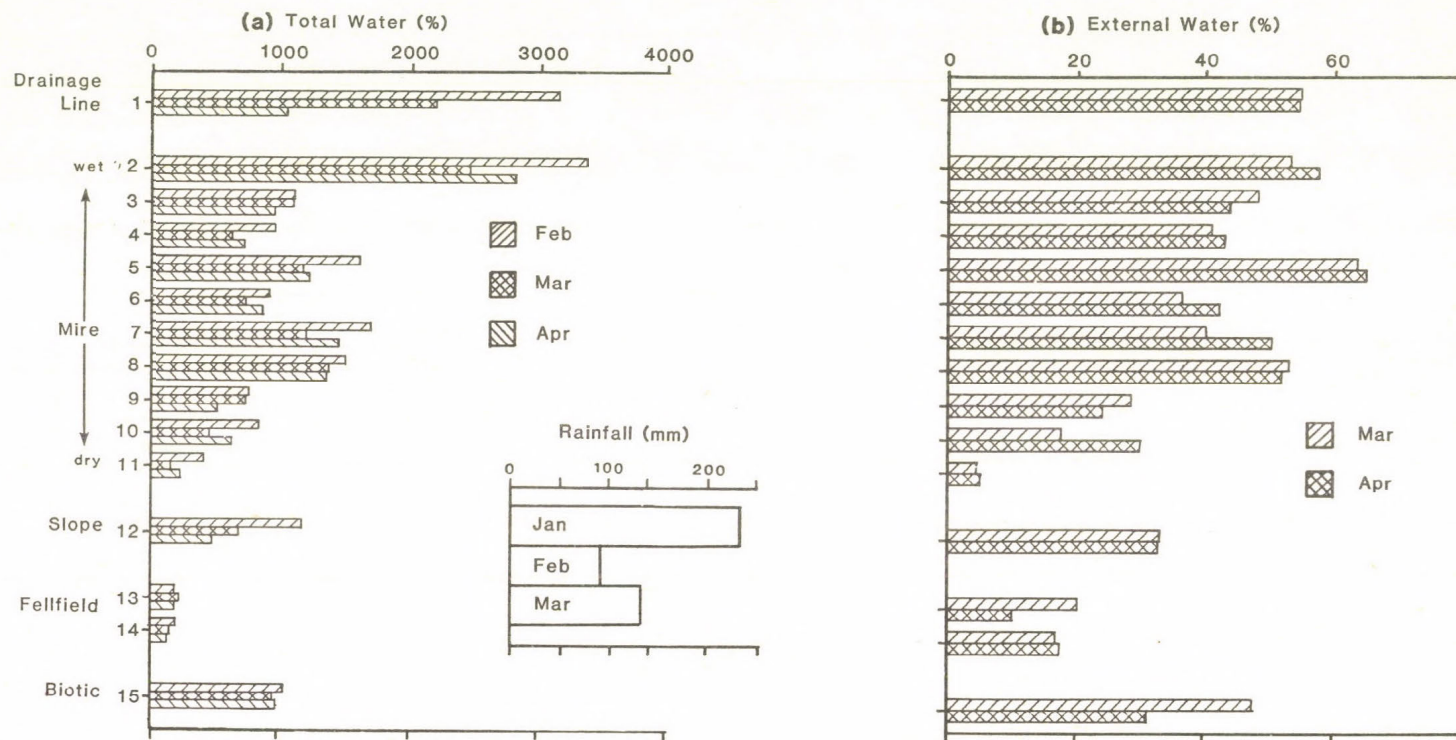 (a) Total Water (%)
0 1000 2000 3000 4000
Drainage
Line 1
wet 2
3
4
5
6
Mire
7
8
9
10
dry 11
Slope 12
Fellfield 13
14
Biotic 15
Feb
Mar
Apr
Rainfall (mm)
0 100 200
Jan
Feb
Mar
(b) External Water (%)
0 20 40 60
Mar
Apr